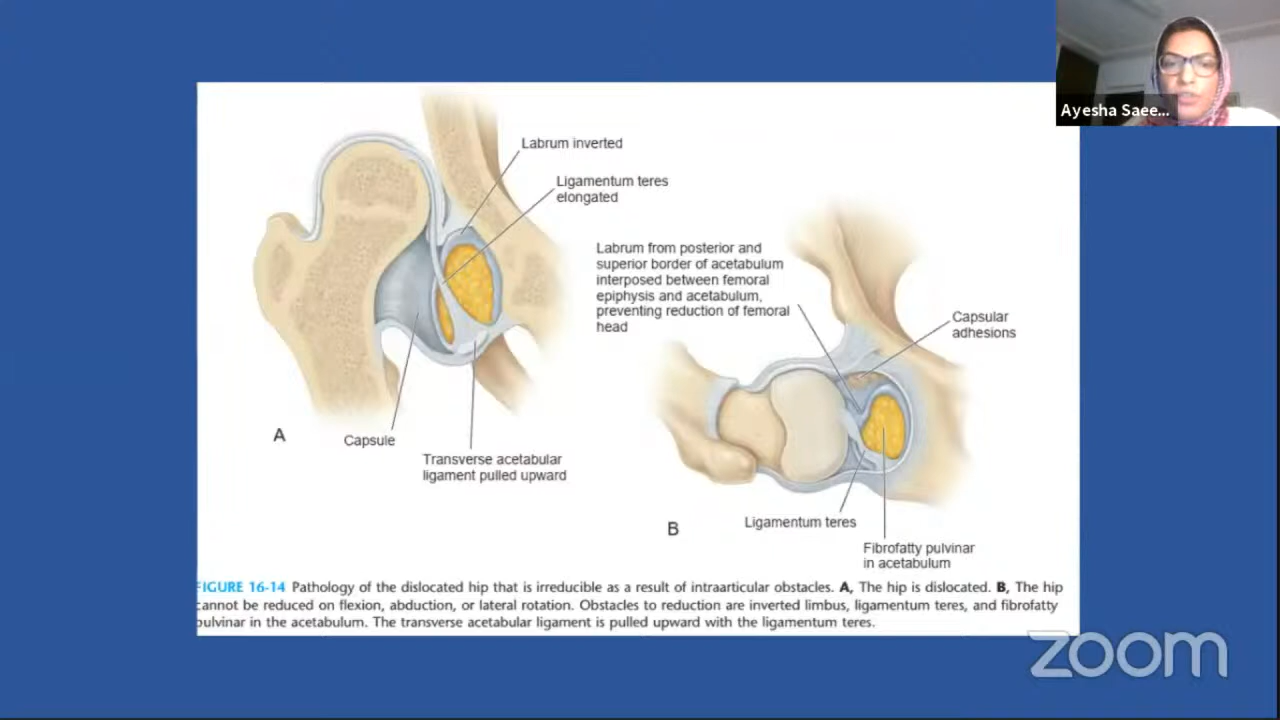 Ayesha Saee...
Labrum inverted
Ligamentum teres
elongated
Labrum from posterior and
superior border of acetabulum
interposed between femoral
epiphysis and acetabulum,
preventing reduction of femoral
head
Capsular
adhesions
A
Capsule
Transverse acetabular
ligament pulled upward
B
Ligamentum teres
Fibrofatty pulvinar
in acetabulum
FIGURE 16-14 Pathology of the dislocated hip that is irreducible as a result of intraarticular obstacles. A, The hip is dislocated. B, The hip
cannot be reduced on flexion, abduction, or lateral rotation. Obstacles to reduction are inverted limbus, ligamentum teres, and fibrofatty
pulvinar in the acetabulum. The transverse acetabular ligament is pulled upward with the ligamentum teres.
zoom